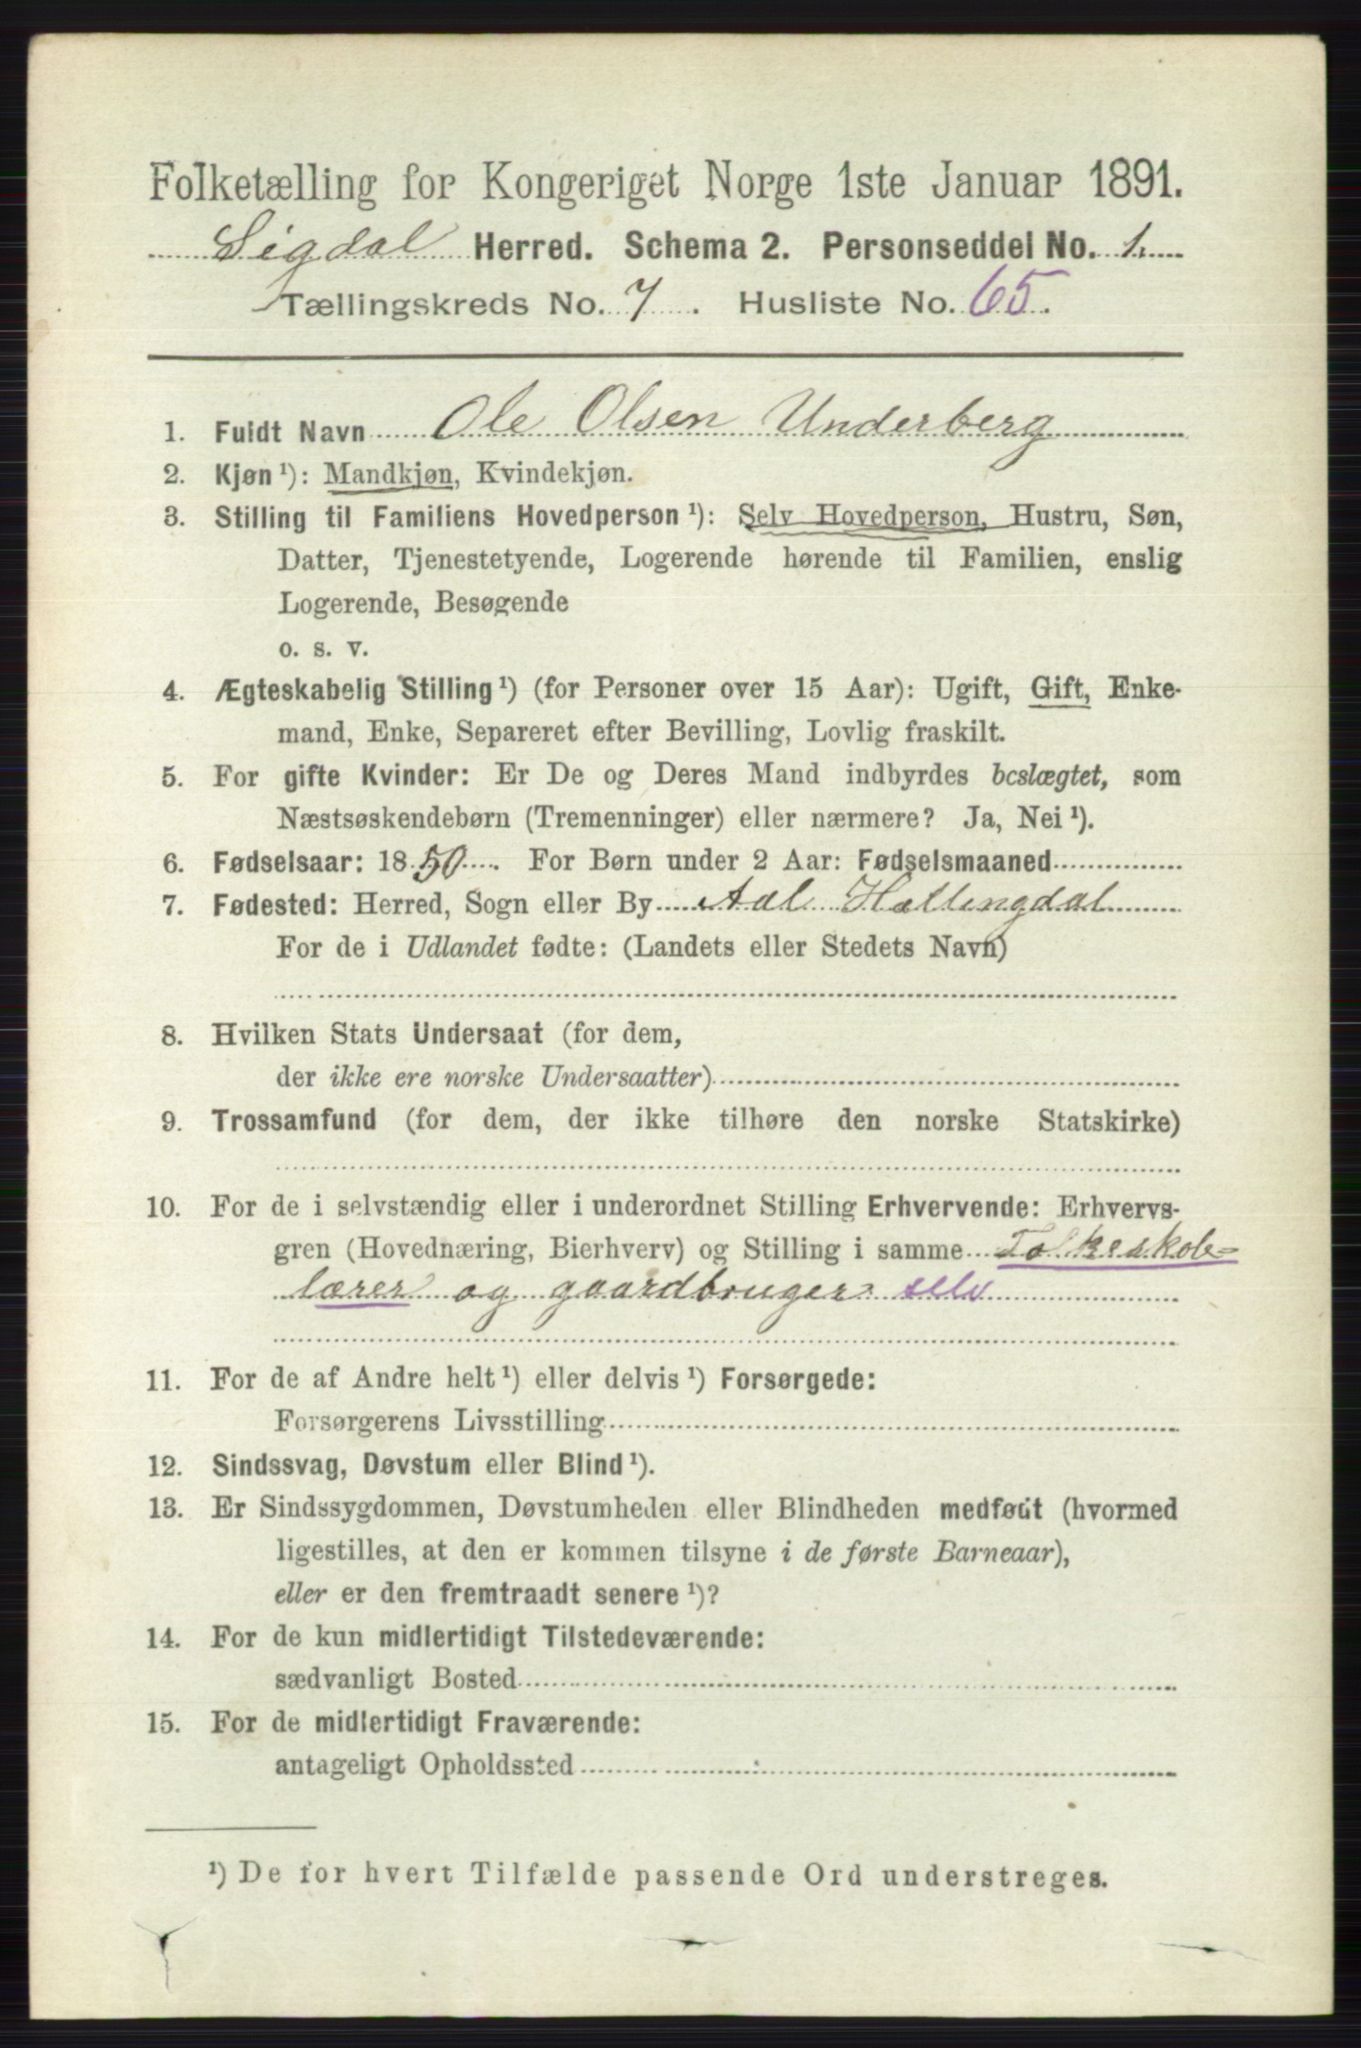 Folketælling for Kongeriget Norge 1ste Januar 1891.
Sigdal Herred. Schema 2. Personseddel No. 1.
Tællingskreds No. 7. Husliste No. 65.
1. Fuldt Navn Ole Olsen Underberg
2. Kjøn ¹): Mandkjøn, Kvindekjøn.
3. Stilling til Familiens Hovedperson ¹): Selv Hovedperson, Hustru, Søn,
Datter, Tjenestetyende, Logerende hørende til Familien, enslig
Logerende, Besøgende
o. s. v.
4. Ægteskabelig Stilling ¹) (for Personer over 15 Aar): Ugift, Gift, Enke-
mand, Enke, Separeret efter Bevilling, Lovlig fraskilt.
5. For gifte Kvinder: Er De og Deres Mand indbyrdes beslægtet, som
Næstsøskendebørn (Tremenninger) eller nærmere? Ja, Nei ¹).
6. Fødselsaar: 1850. For Børn under 2 Aar: Fødselsmaaned
7. Fødested: Herred, Sogn eller By Aal Hallingdal
For de i Udlandet fødte: (Landets eller Stedets Navn)
8. Hvilken Stats Undersaat (for dem,
der ikke ere norske Undersaatter)
9. Trossamfund (for dem, der ikke tilhøre den norske Statskirke)
10. For de i selvstændig eller i underordnet Stilling Erhvervende: Erhvervs-
gren (Hovednæring, Bierhverv) og Stilling i samme Folkeskole-
lærer og gaardbruger selv
11. For de af Andre helt ¹) eller delvis ¹) Forsørgede:
Forsørgerens Livsstilling
12. Sindssvag, Døvstum eller Blind ¹).
13. Er Sindssygdommen, Døvstumheden eller Blindheden medfødt (hvormed
ligestilles, at den er kommen tilsyne i de første Barneaar),
eller er den fremtraadt senere ¹)?
14. For de kun midlertidigt Tilstedeværende:
sædvanligt Bosted
15. For de midlertidigt Fraværende:
antageligt Opholdssted
¹) De for hvert Tilfælde passende Ord understreges.